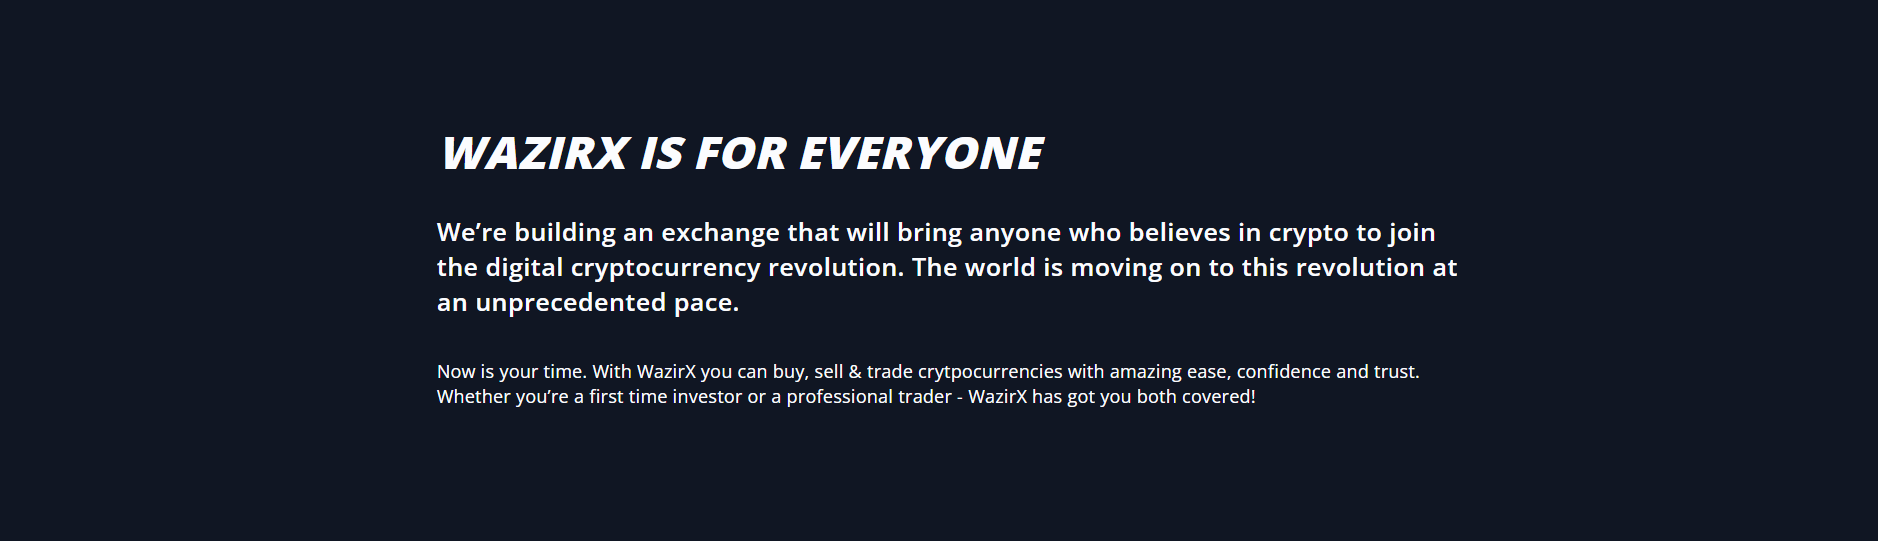 WAZIRX IS FOR EVERYONE
We’re building an exchange that will bring anyone who believes in crypto to join
the digital cryptocurrency revolution. The world is moving on to this revolution at
an unprecedented pace.
Now is your time. With WazirX you can buy, sell & trade crytpocurrencies with amazing ease, confidence and trust.
Whether you’re a first time investor or a professional trader - WazirX has got you both covered!